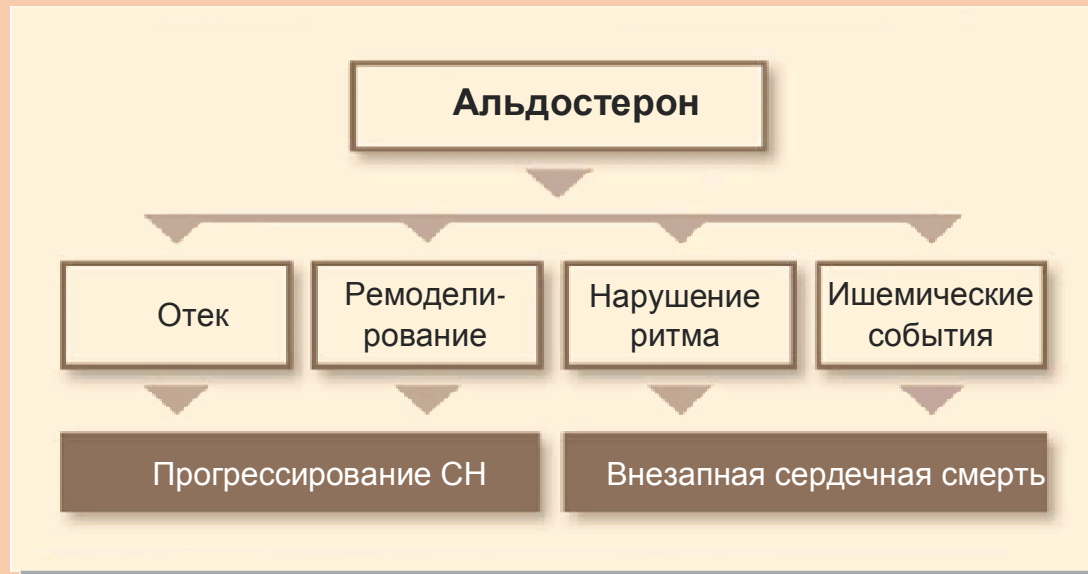 Альдостерон
Отек
Ремодели-
рование
Нарушение
ритма
Ишемические
события
Прогрессирование СН
Внезапная сердечная смерть